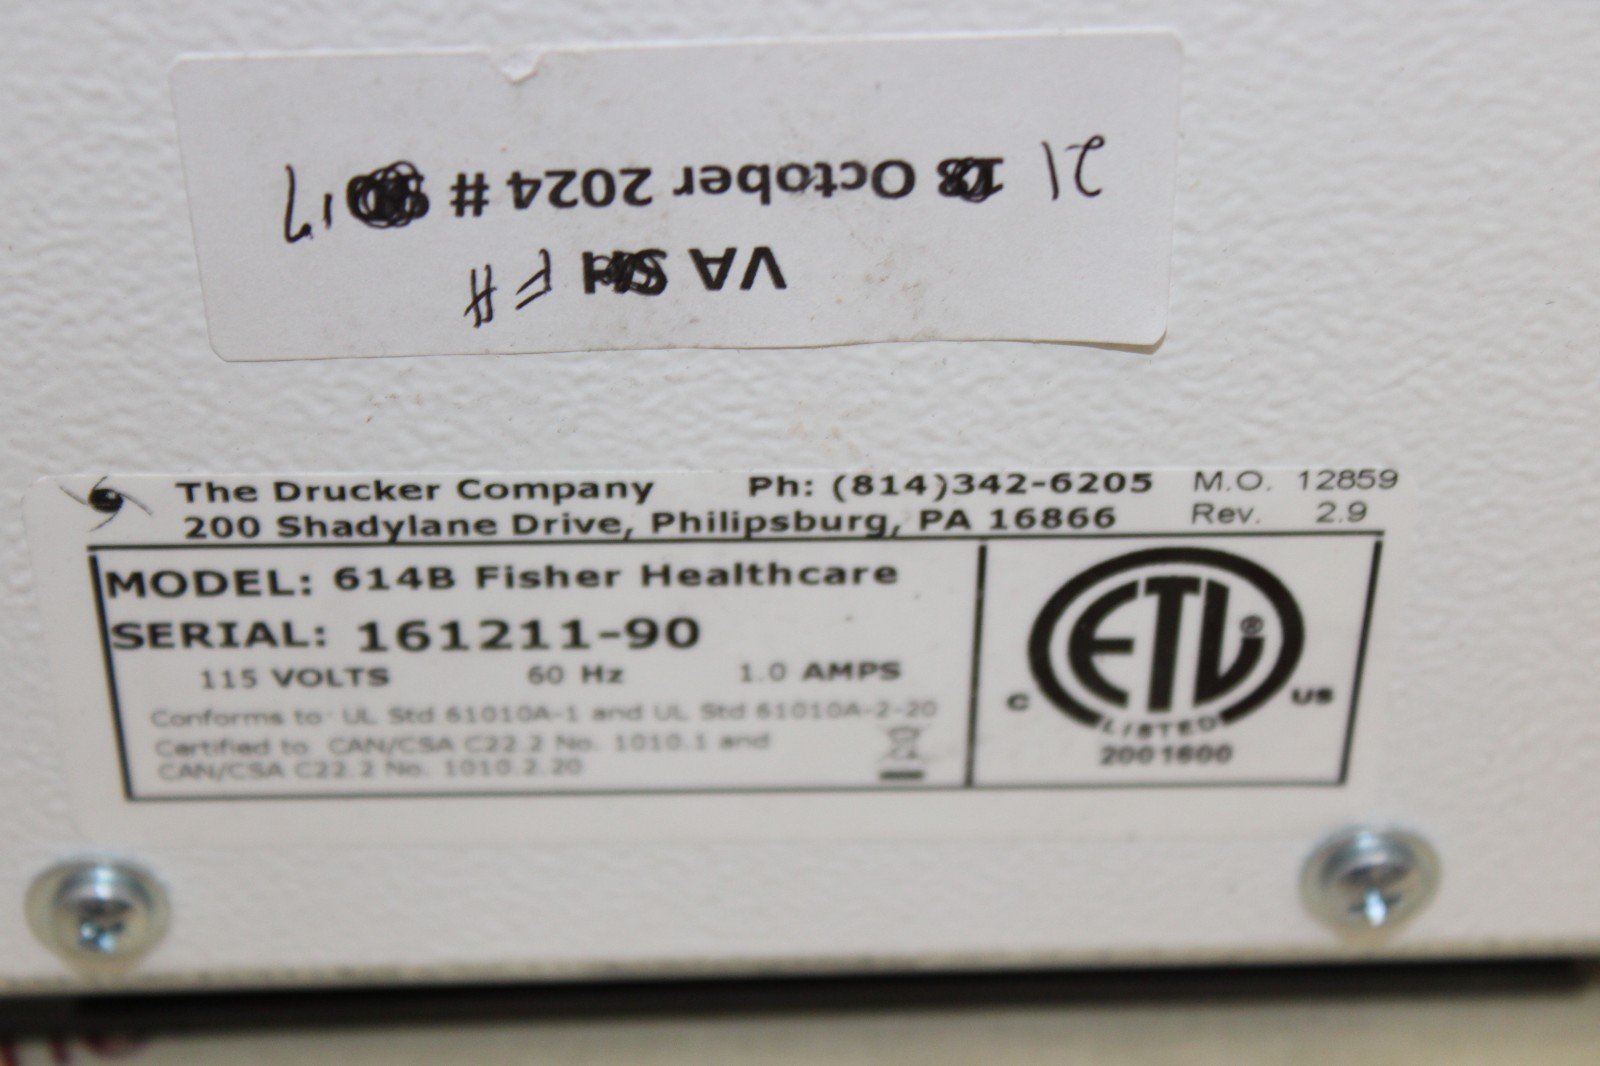 21 October 2024 # 17
VA FH
The Drucker Company Ph: (814)342-6205 M.O. 12859
200 Shadylane Drive, Philipsburg, PA 16866 Rev. 2.9
MODEL: 614B Fisher Healthcare
SERIAL: 161211-90
115 VOLTS 60 Hz 1.0 AMPS
Conforms to UL Std 61010A-1 and UL Std 61010A-2-20
Certified to CAN/CSA C22.2 No. 1010.1 and
CAN/CSA C22.2 No. 1010.2.20
ETL®
C US
LISTED
2001600